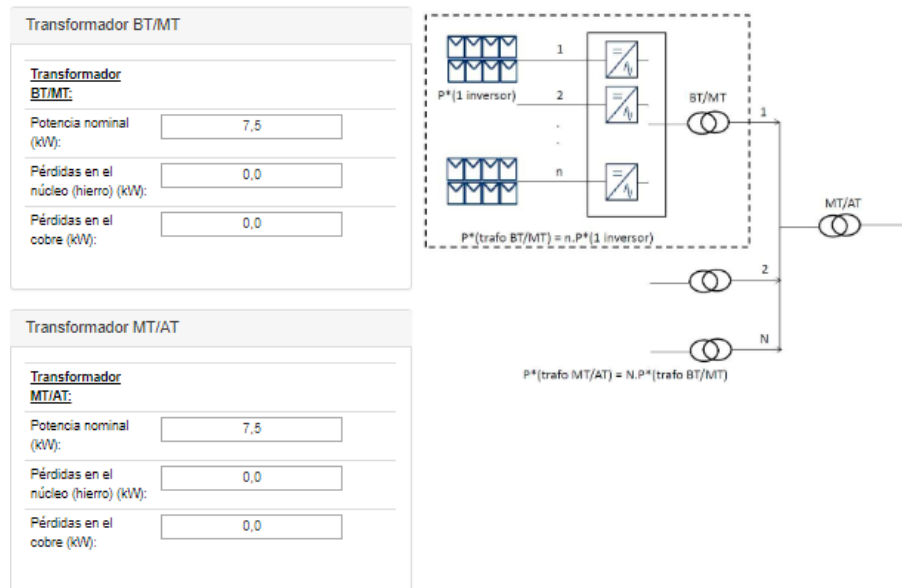 Transformador BT/MT
Transformador
BT/MT:
Potencia nominal
(kW):
7,5
Pérdidas en el
núcleo (hierro) (kW):
0,0
Pérdidas en el
cobre (kW):
0,0
Transformador MT/AT
Transformador
MT/AT:
Potencia nominal
(kW):
7,5
Pérdidas en el
núcleo (hierro) (kW):
0,0
Pérdidas en el
cobre (kW):
0,0
1
P*(1 inversor)
2
.
.
n
BT/MT
1
P*(trafo BT/MT) = n.P*(1 inversor)
MT/AT
2
N
P*(trafo MT/AT) = N.P*(trafo BT/MT)